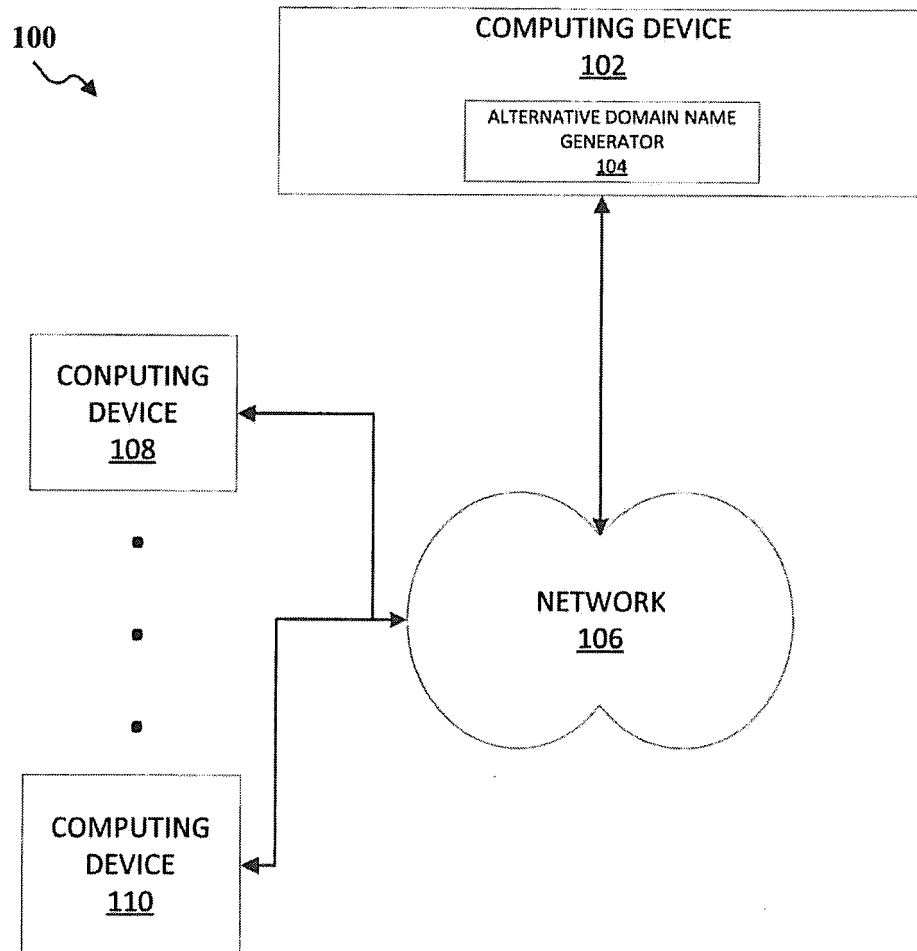 100
COMPUTING DEVICE
102
ALTERNATIVE DOMAIN NAME
GENERATOR
104
CONPUTING
DEVICE
108
NETWORK
106
COMPUTING
DEVICE
110